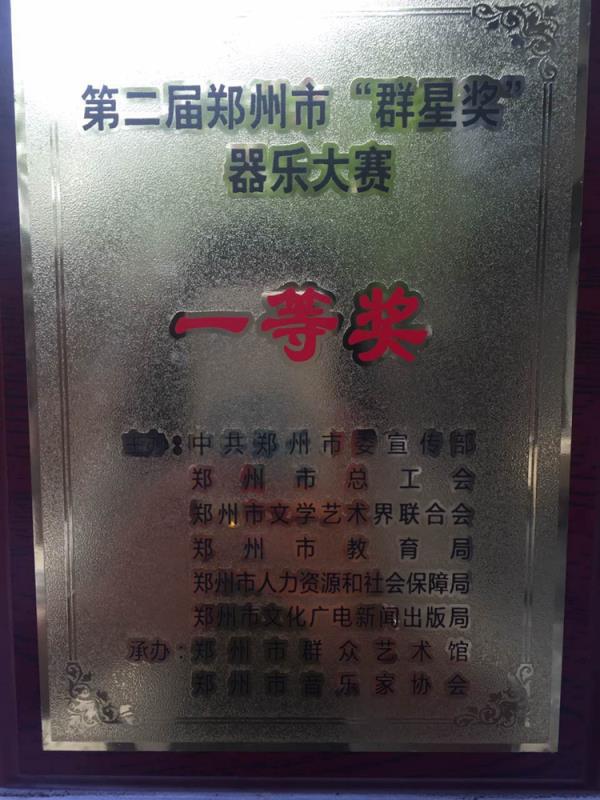 第二届郑州市“群星奖”
器乐大赛
一等奖
主办：中共郑州市委宣传部
郑州市总工会
郑州市文学艺术界联合会
郑州市教育局
郑州市人力资源和社会保障局
郑州市文化广电新闻出版局
承办：郑州市群众艺术馆
郑州市音乐家协会